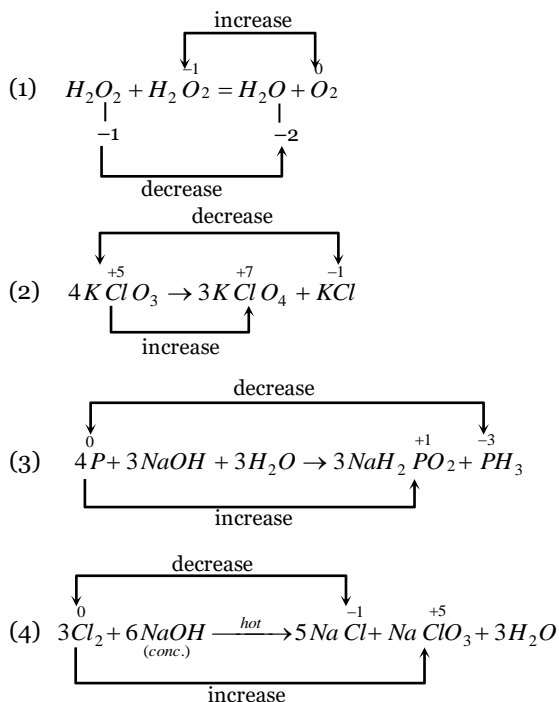 increase
−1 0
(1) H₂O₂ + H₂O₂ = H₂O + O₂
−1 −2
decrease
decrease
+5 +7 −1
(2) 4KClO₃ → 3KClO₄ + KCl
increase
decrease
0 +1 −3
(3) 4P + 3NaOH + 3H₂O → 3NaH₂PO₂ + PH₃
increase
decrease
0 −1 +5
(4) 3Cl₂ + 6NaOH hot → 5NaCl + NaClO₃ + 3H₂O
(conc.)
increase